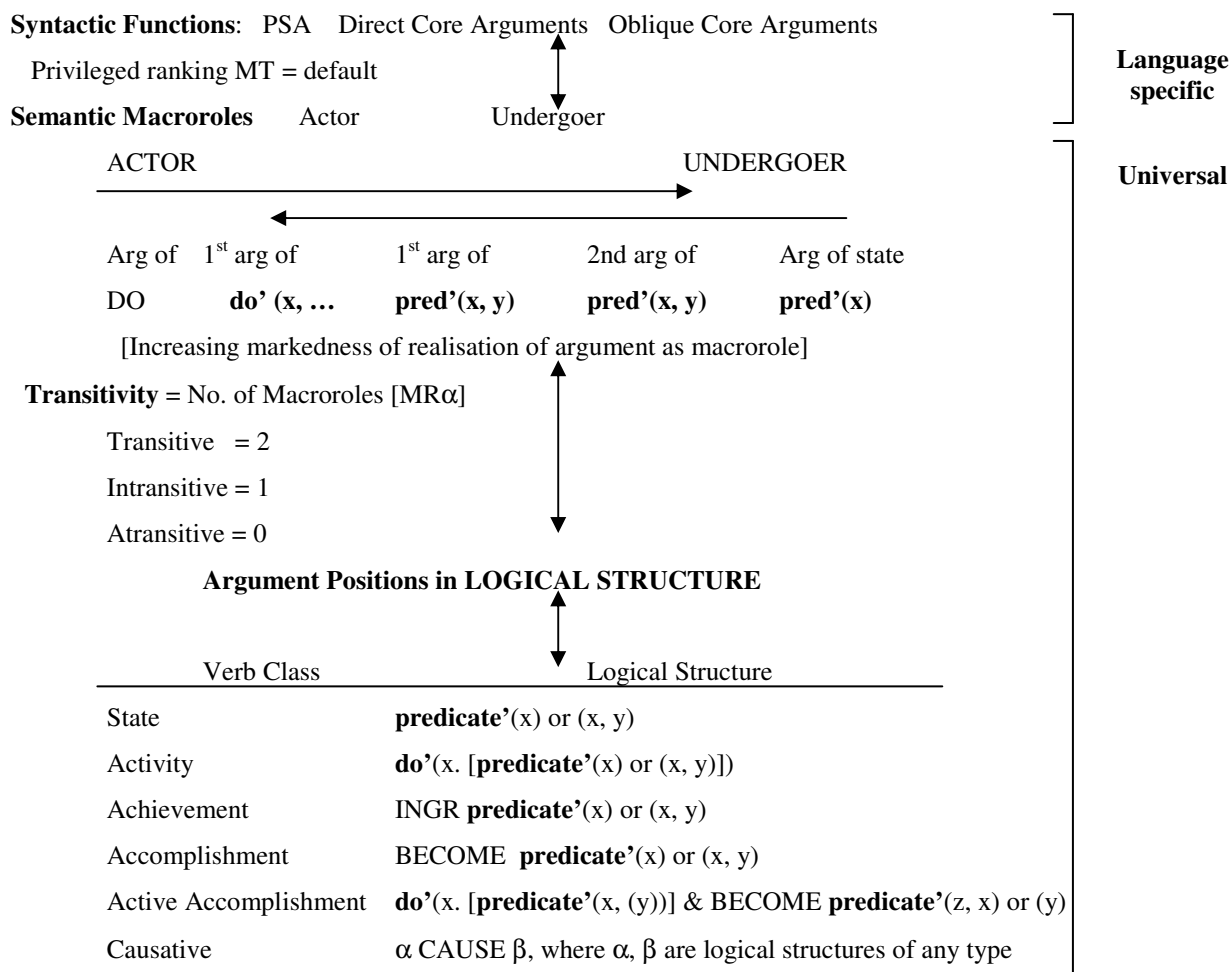 Syntactic Functions: PSA Direct Core Arguments Oblique Core Arguments
Privileged ranking MT = default
Language
specific
Semantic Macroroles Actor Undergoer
ACTOR UNDERGOER
Universal
Arg of 1st arg of 1st arg of 2nd arg of Arg of state
DO do' (x, … pred'(x, y) pred'(x, y) pred'(x)
[Increasing markedness of realisation of argument as macrorole]
Transitivity = No. of Macroroles [MRα]
Transitive = 2
Intransitive = 1
Atransitive = 0
Argument Positions in LOGICAL STRUCTURE
Verb Class Logical Structure
State predicate'(x) or (x, y)
Activity do'(x. [predicate'(x) or (x, y)])
Achievement INGR predicate'(x) or (x, y)
Accomplishment BECOME predicate'(x) or (x, y)
Active Accomplishment do'(x. [predicate'(x, (y))] & BECOME predicate'(z, x) or (y)
Causative α CAUSE β, where α, β are logical structures of any type